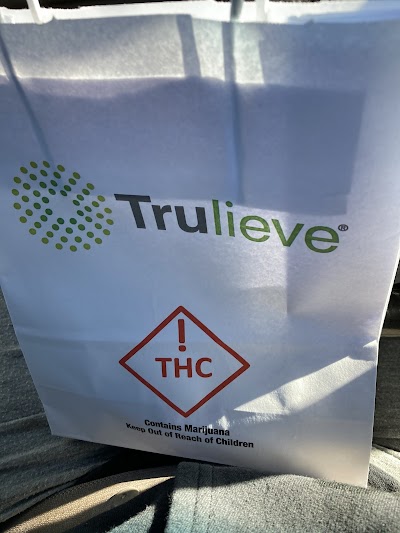 Trulieve®
!
THC
Contains Marijuana
Keep Out of Reach of Children